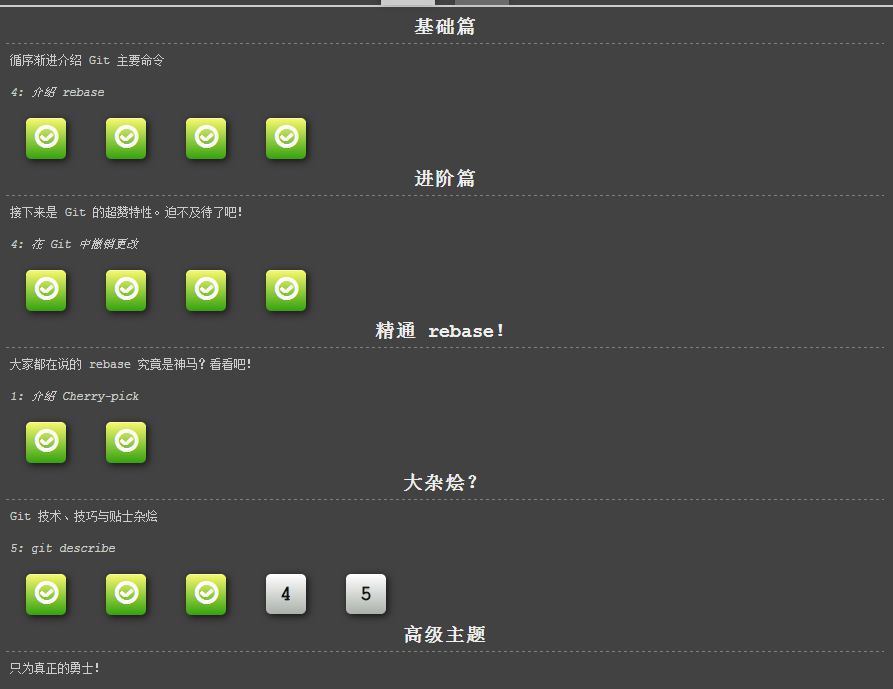 基础篇
循序渐进介绍 Git 主要命令
4: 介绍 rebase
进阶篇
接下来是 Git 的超赞特性。迫不及待了吧！
4: 在 Git 中撤销更改
精通 rebase！
大家都在说的 rebase 究竟是神马？看看吧！
1: 介绍 Cherry-pick
大杂烩？
Git 技术、技巧与贴士杂烩
5: git describe
4 5
高级主题
只为真正的勇士！